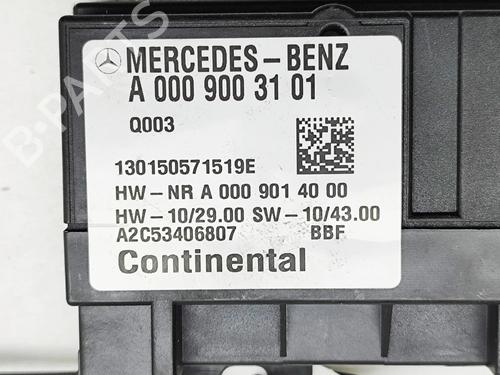 MERCEDES-BENZ
A 000 900 31 01
Q003
130150571519E
HW-NR A 000 901 40 00
HW-10/29.00 SW-10/43.00
A2C53406807 BBF
Continental
B-PARTS